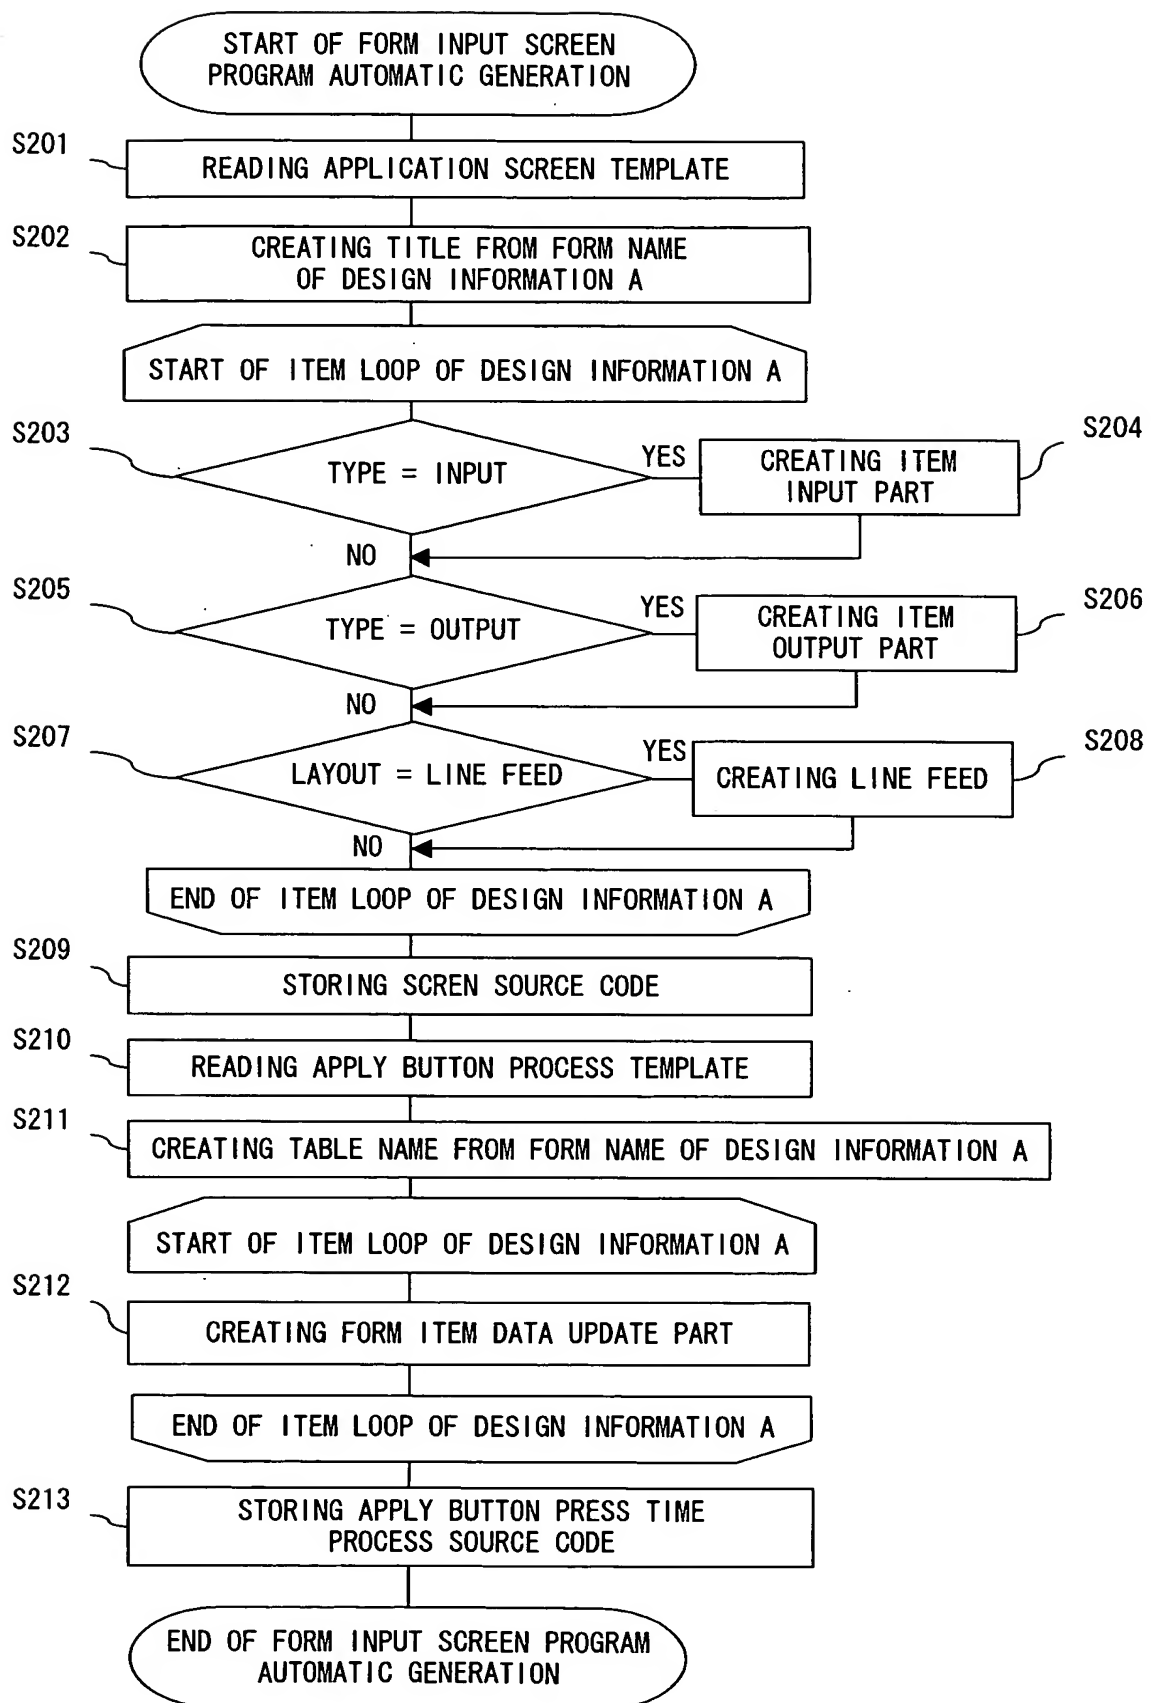 START OF FORM INPUT SCREEN
PROGRAM AUTOMATIC GENERATION
S201
READING APPLICATION SCREEN TEMPLATE
S202
CREATING TITLE FROM FORM NAME
OF DESIGN INFORMATION A
START OF ITEM LOOP OF DESIGN INFORMATION A
S203
TYPE = INPUT
YES
S204
CREATING ITEM
INPUT PART
NO
S205
TYPE = OUTPUT
YES
S206
CREATING ITEM
OUTPUT PART
NO
S207
LAYOUT = LINE FEED
YES
S208
CREATING LINE FEED
NO
END OF ITEM LOOP OF DESIGN INFORMATION A
S209
STORING SCREN SOURCE CODE
S210
READING APPLY BUTTON PROCESS TEMPLATE
S211
CREATING TABLE NAME FROM FORM NAME OF DESIGN INFORMATION A
START OF ITEM LOOP OF DESIGN INFORMATION A
S212
CREATING FORM ITEM DATA UPDATE PART
END OF ITEM LOOP OF DESIGN INFORMATION A
S213
STORING APPLY BUTTON PRESS TIME
PROCESS SOURCE CODE
END OF FORM INPUT SCREEN PROGRAM
AUTOMATIC GENERATION